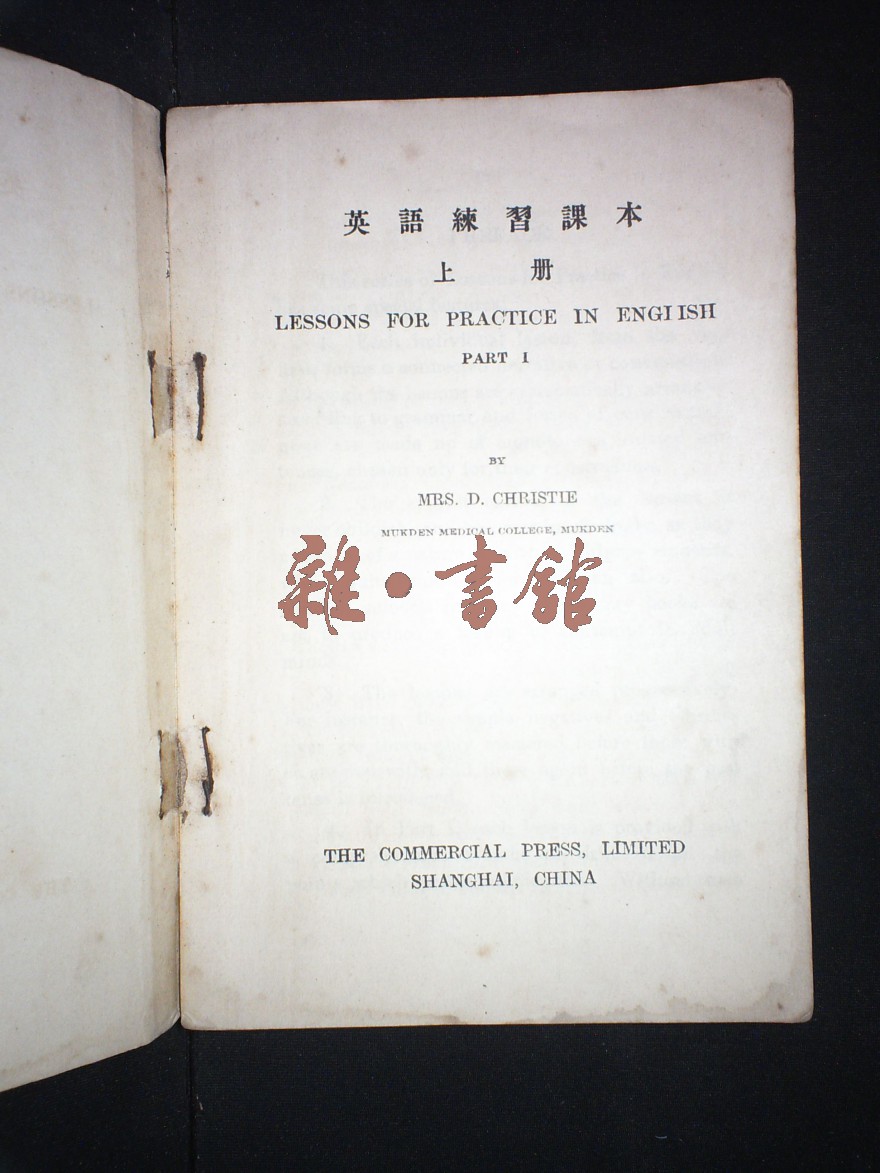 英語練習課本
上册
LESSONS FOR PRACTICE IN ENGLISH
PART I
BY
MRS. D. CHRISTIE
MUKDEN MEDICAL COLLEGE, MUKDEN
雜·書館
THE COMMERCIAL PRESS, LIMITED
SHANGHAI, CHINA